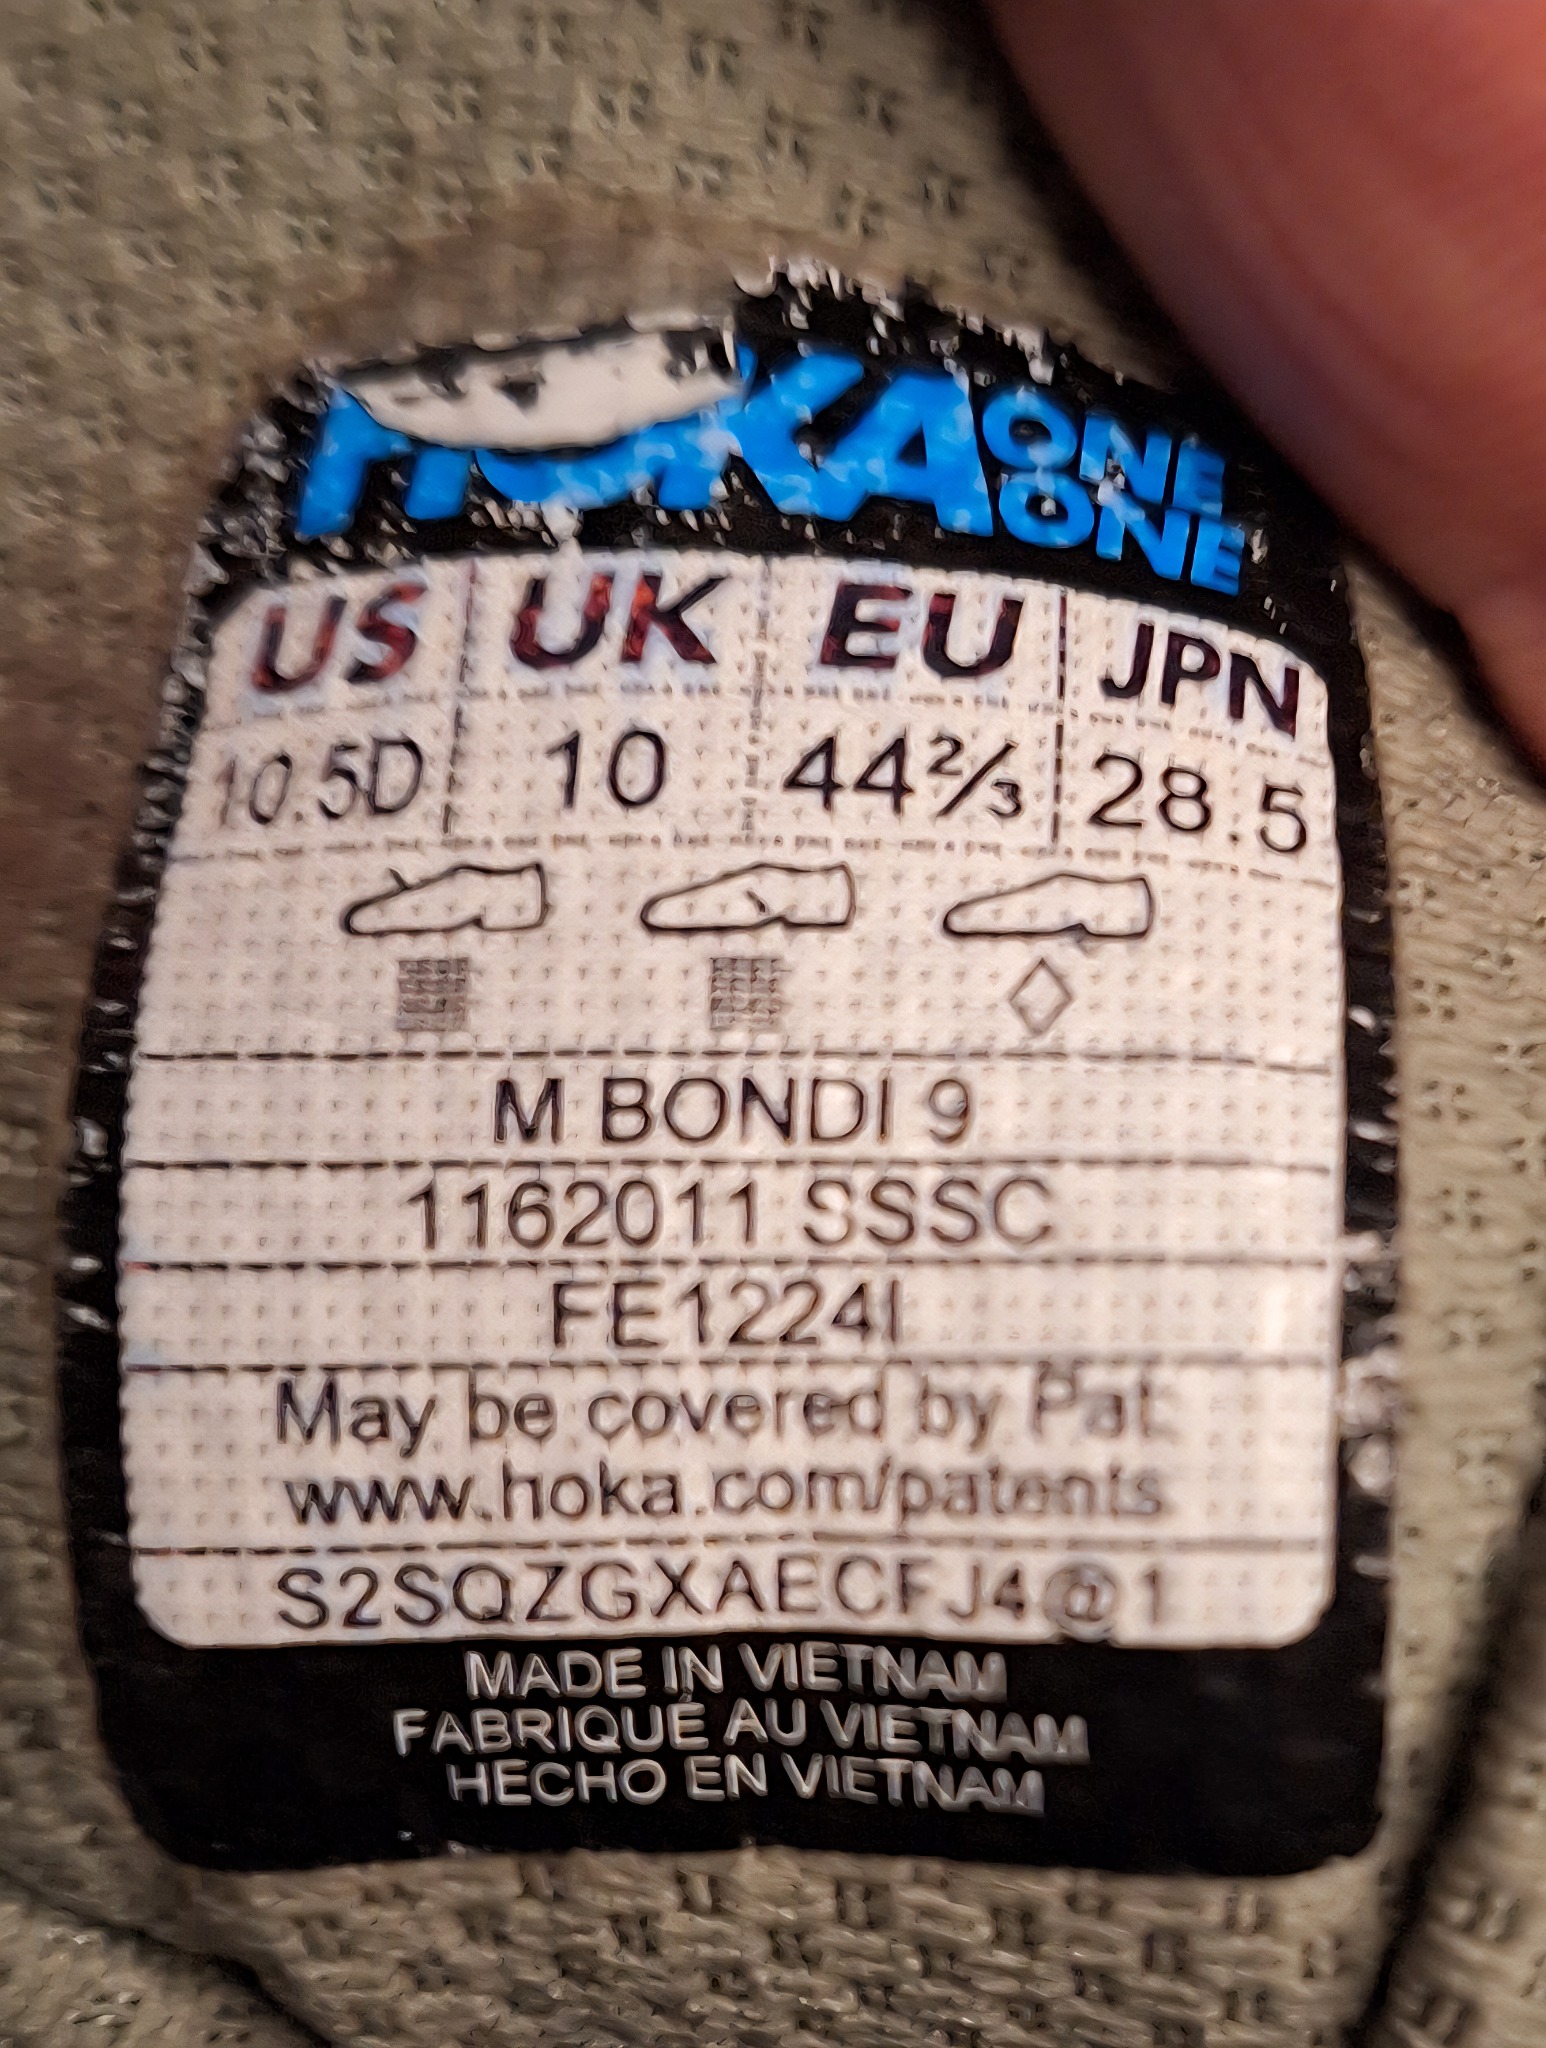 HOKA ONE ONE
US UK EU JPN
10.5D 10 44⅔ 28.5
M BONDI 9
1162011 SSSC
FE1224I
May be covered by Pat.
www.hoka.com/patents
S2SQZGXAECFJ4@1
MADE IN VIETNAM
FABRIQUÉ AU VIETNAM
HECHO EN VIETNAM